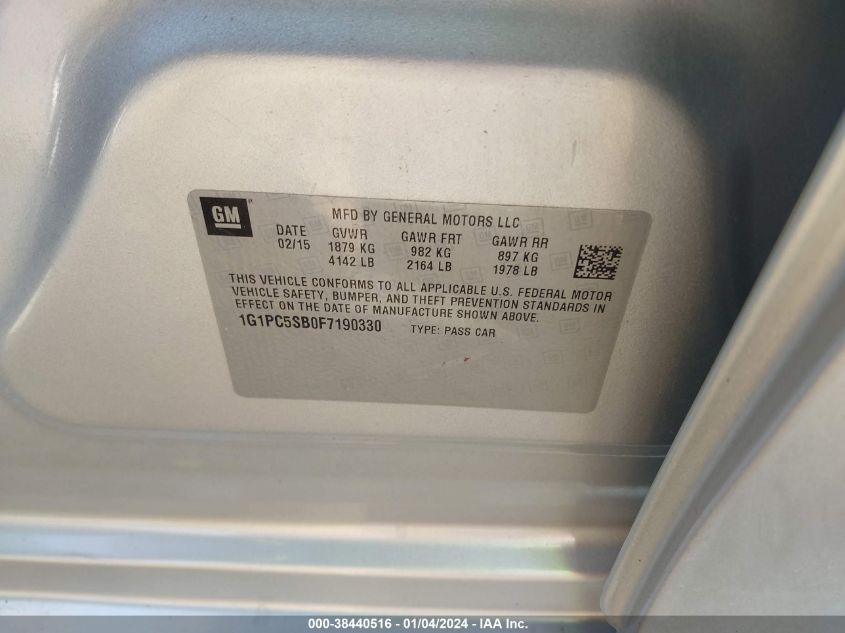 GM
MFD BY GENERAL MOTORS LLC
DATE GVWR GAWR FRT GAWR RR
02/15 1879 KG 982 KG 897 KG
4142 LB 2164 LB 1978 LB
THIS VEHICLE CONFORMS TO ALL APPLICABLE U.S. FEDERAL MOTOR
VEHICLE SAFETY, BUMPER, AND THEFT PREVENTION STANDARDS IN
EFFECT ON THE DATE OF MANUFACTURE SHOWN ABOVE.
1G1PC5SB0F7190330 TYPE: PASS CAR
000-38440516 - 01/04/2024 - IAA Inc.